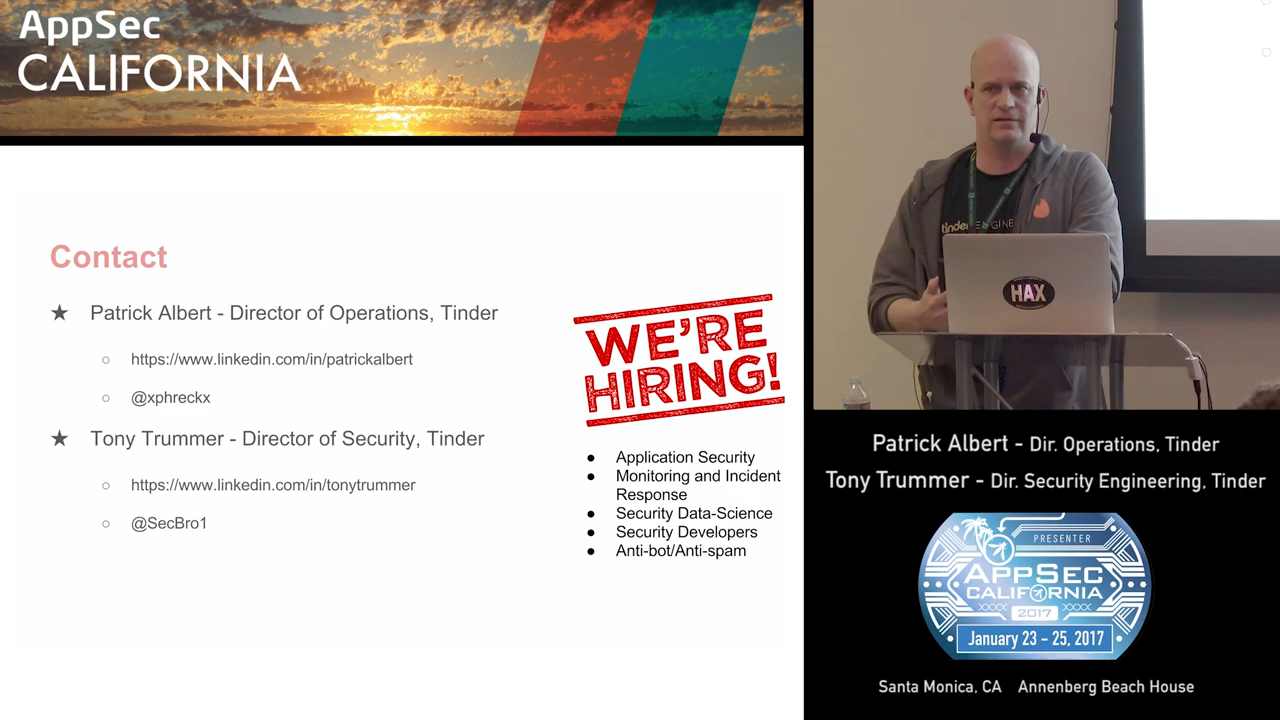 AppSec
CALIFORNIA
Contact
★ Patrick Albert - Director of Operations, Tinder
○ https://www.linkedin.com/in/patrickalbert
○ @xphreckx
★ Tony Trummer - Director of Security, Tinder
○ https://www.linkedin.com/in/tonytrummer
○ @SecBro1
WE'RE
HIRING!
● Application Security
● Monitoring and Incident
Response
● Security Data-Science
● Security Developers
● Anti-bot/Anti-spam
tinder
HAX
Patrick Albert - Dir. Operations, Tinder
Tony Trummer - Dir. Security Engineering, Tinder
PRESENTER
APPSEC
CALIFORNIA
2017
January 23 - 25, 2017
Santa Monica, CA Annenberg Beach House